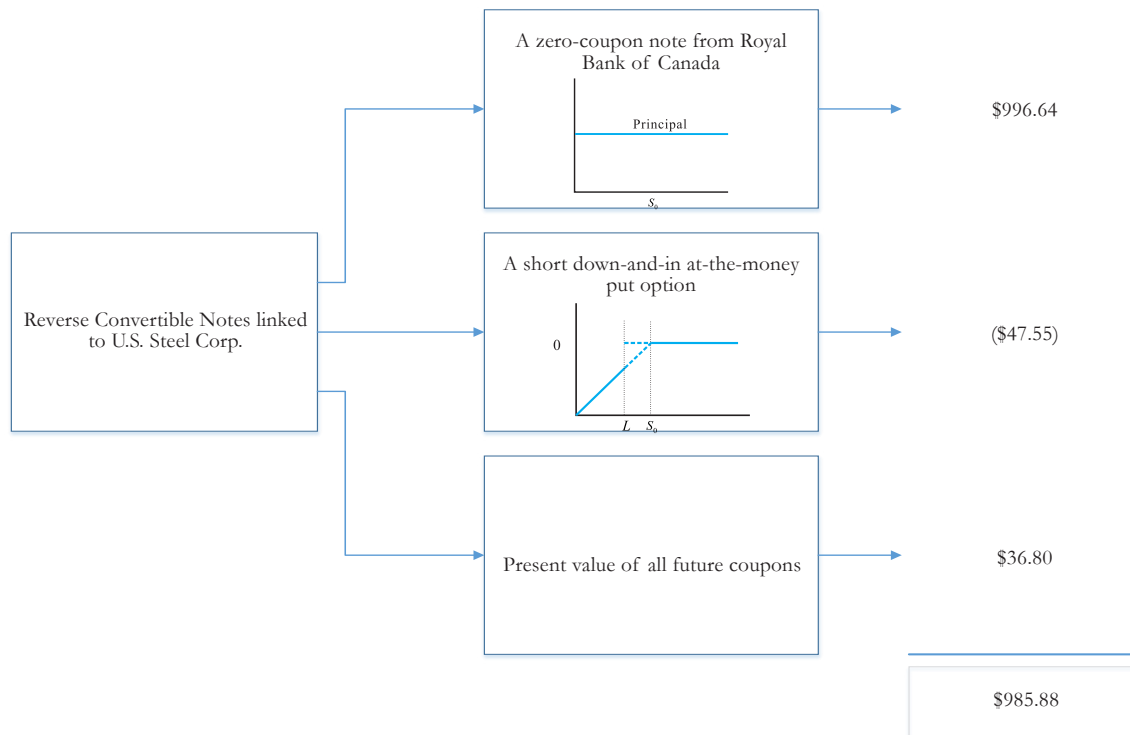 A zero-coupon note from Royal
Bank of Canada
Principal
S₀
$996.64
Reverse Convertible Notes linked
to U.S. Steel Corp.
A short down-and-in at-the-money
put option
0
L S₀
($47.55)
Present value of all future coupons
$36.80
$985.88